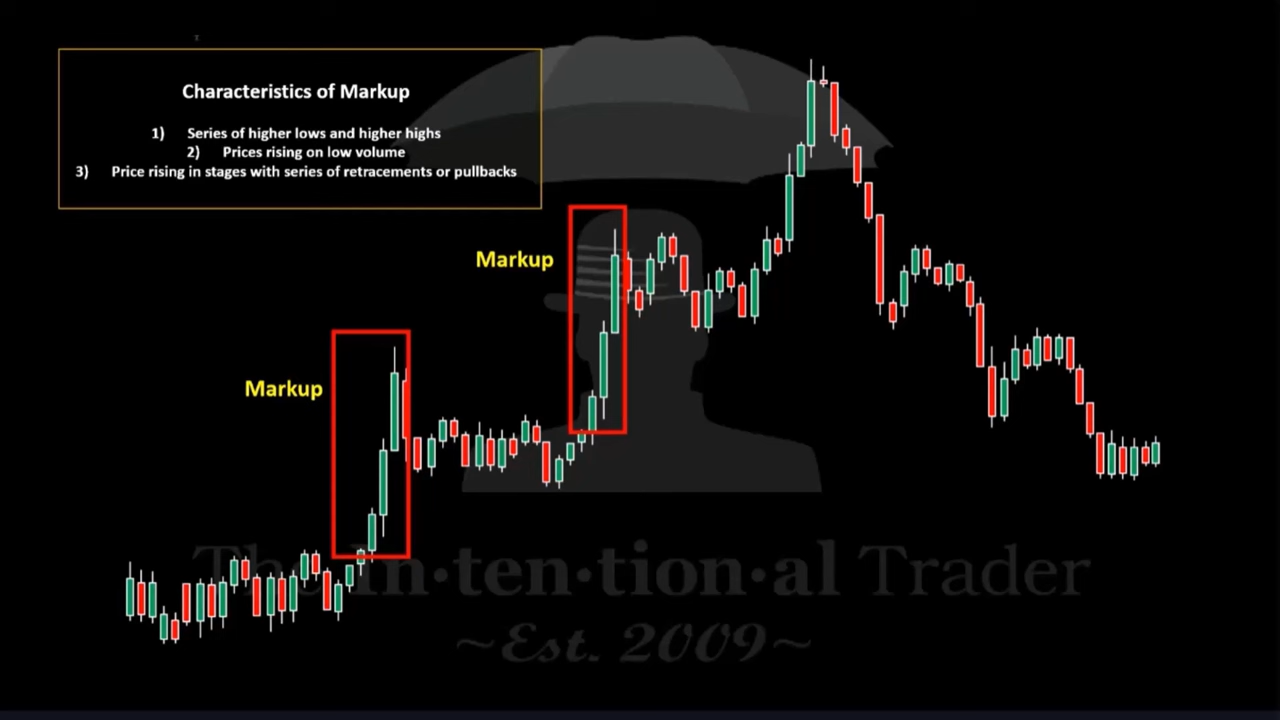 Characteristics of Markup
1) Series of higher lows and higher highs
2) Prices rising on low volume
3) Price rising in stages with series of retracements or pullbacks
Markup
Markup
The In·ten·tion·al Trader
~Est. 2009~